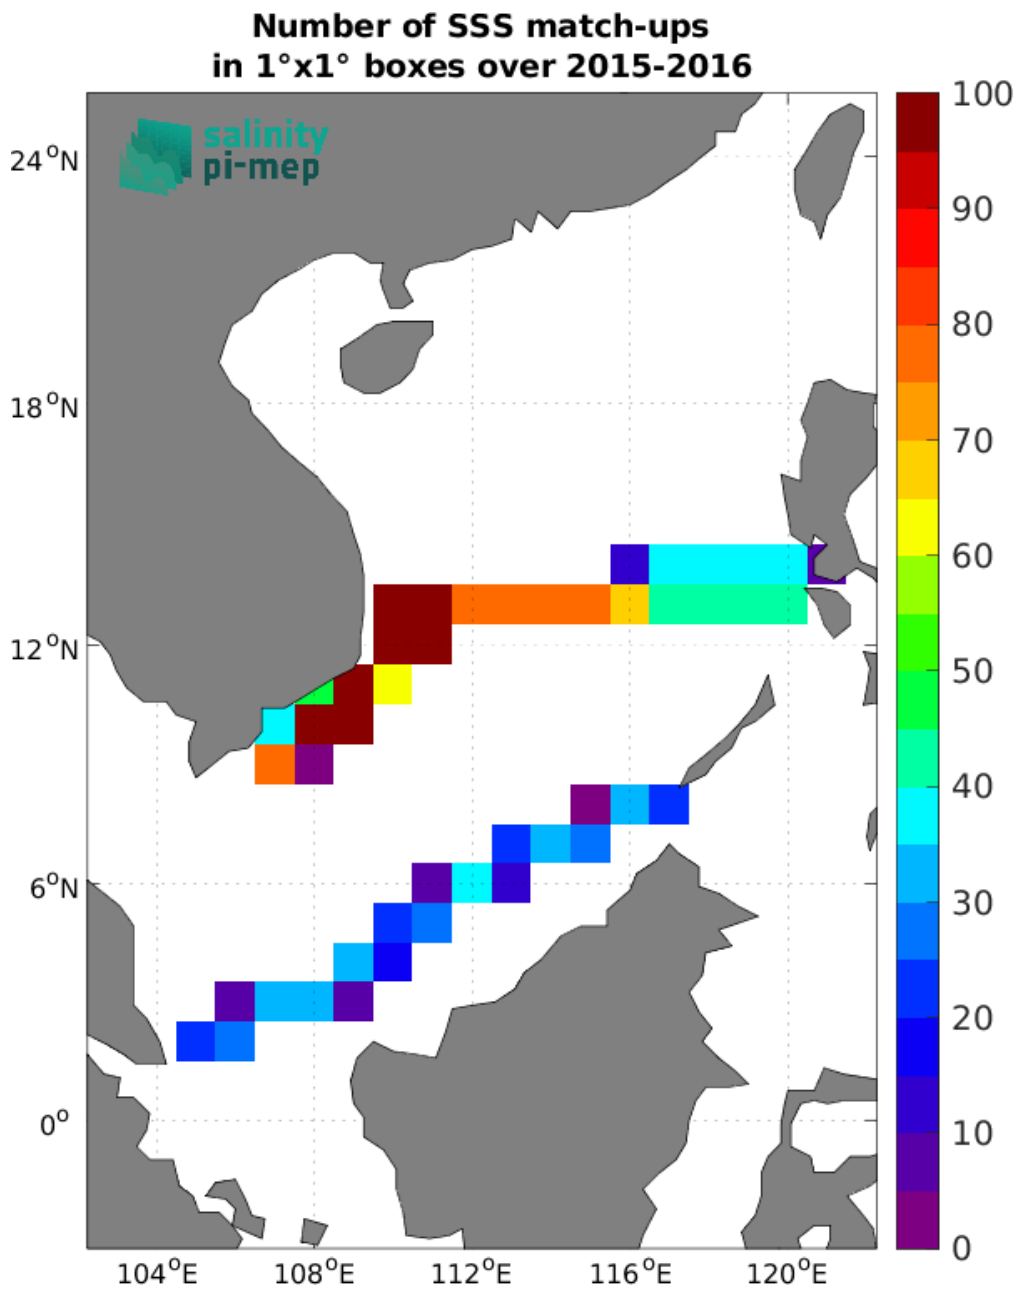 Number of SSS match-ups
in 1°x1° boxes over 2015-2016
salinity
pi-mep
24°N
18°N
12°N
6°N
0°
104°E 108°E 112°E 116°E 120°E
100
90
80
70
60
50
40
30
20
10
0